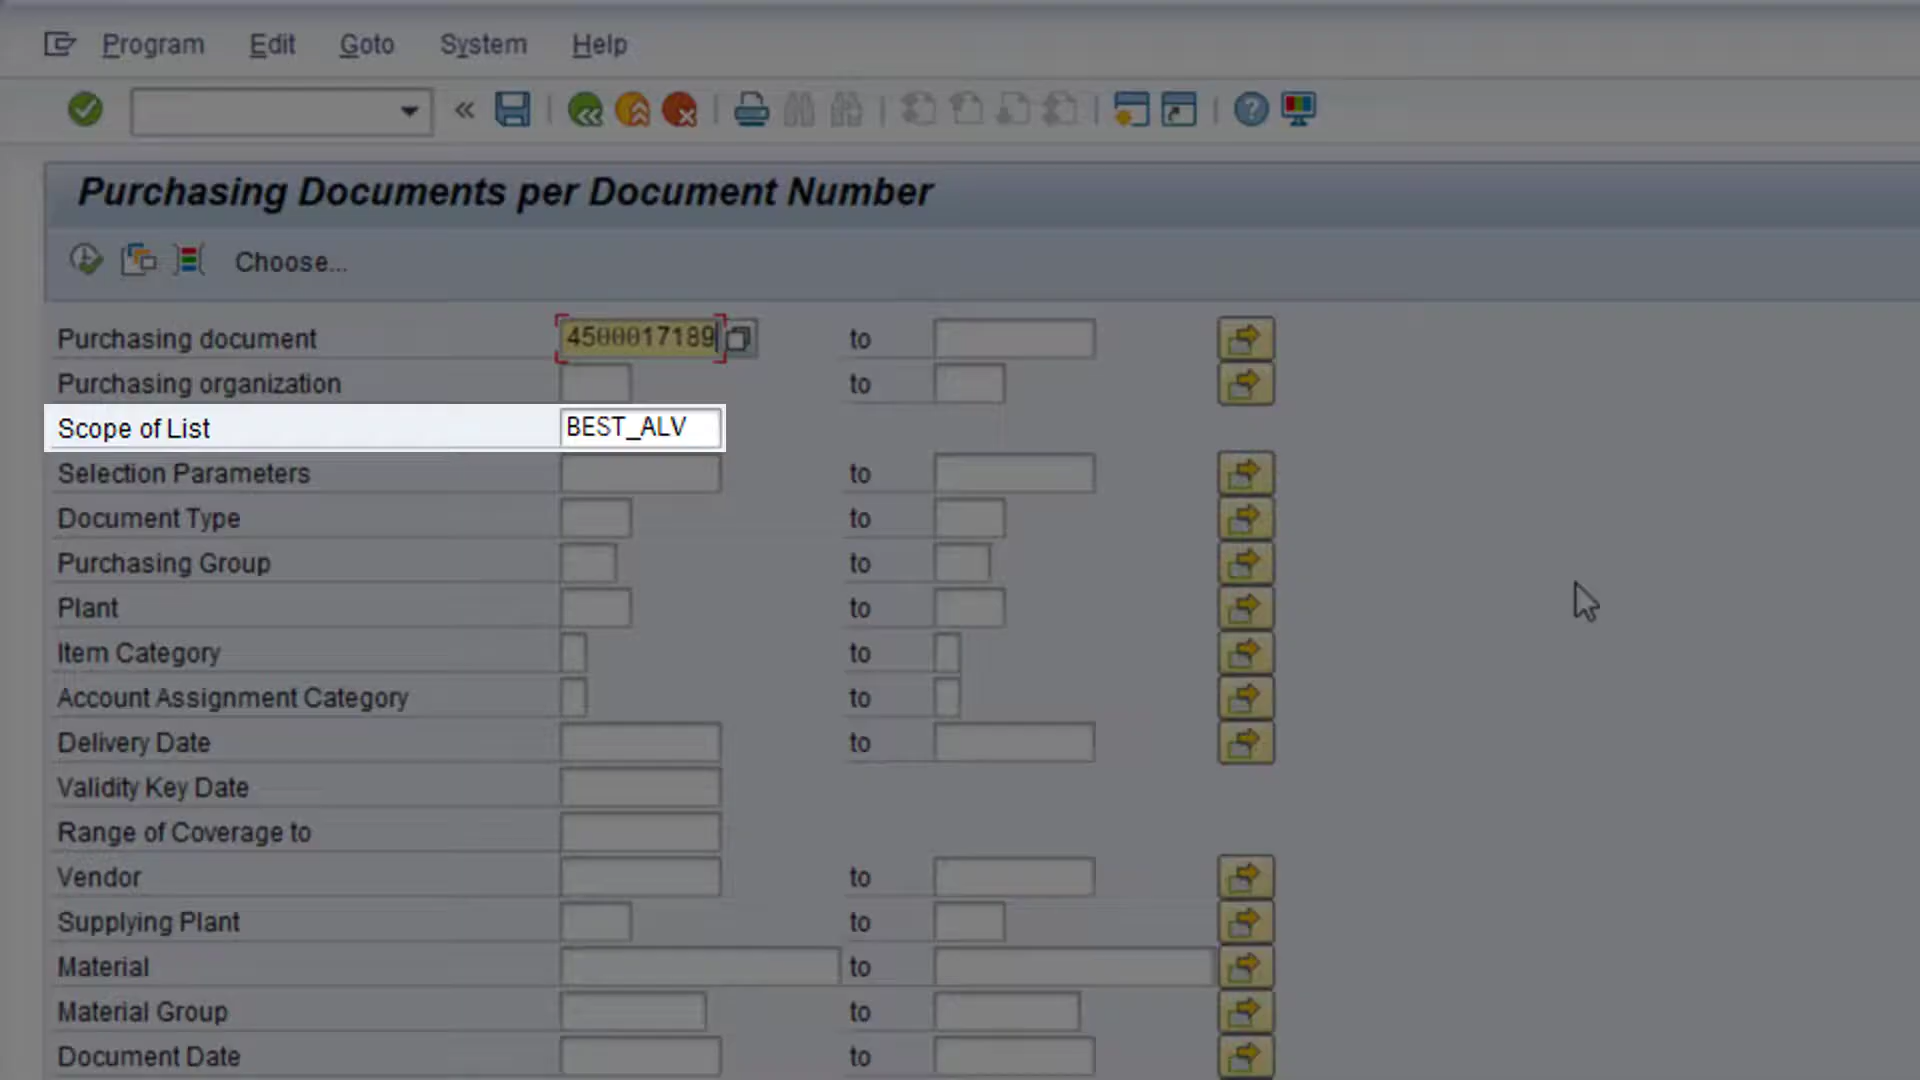 Program Edit Goto System Help
Purchasing Documents per Document Number
Choose...
Purchasing document 4500017189 to
Purchasing organization to
Scope of List BEST_ALV
Selection Parameters to
Document Type to
Purchasing Group to
Plant to
Item Category to
Account Assignment Category to
Delivery Date to
Validity Key Date
Range of Coverage to
Vendor to
Supplying Plant to
Material to
Material Group to
Document Date to